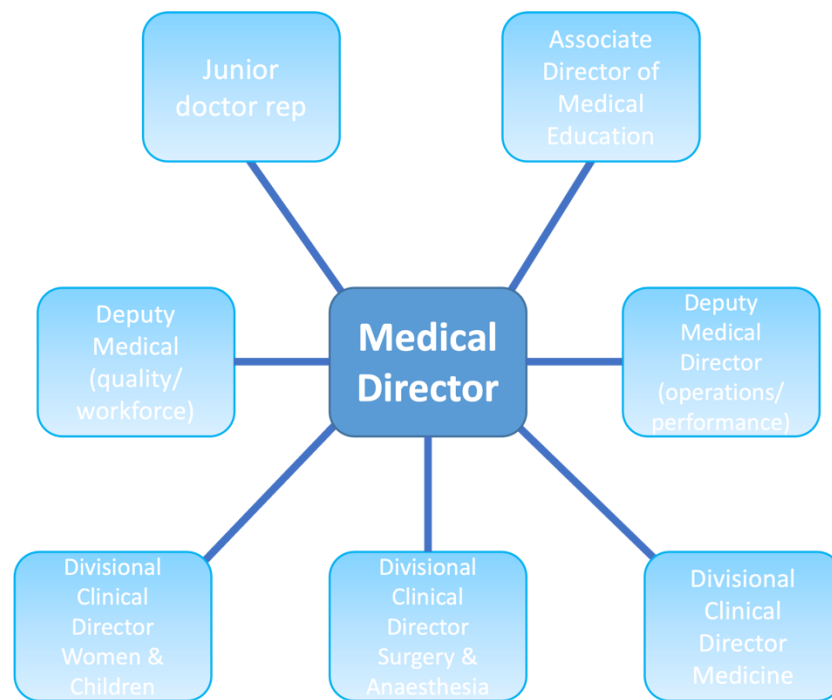 Junior
doctor rep
Associate
Director of
Medical
Education
Deputy
Medical
(quality/
workforce)
Medical
Director
Deputy
Medical
Director
(operations/
performance)
Divisional
Clinical
Director
Women &
Children
Divisional
Clinical
Director
Surgery &
Anaesthesia
Divisional
Clinical
Director
Medicine